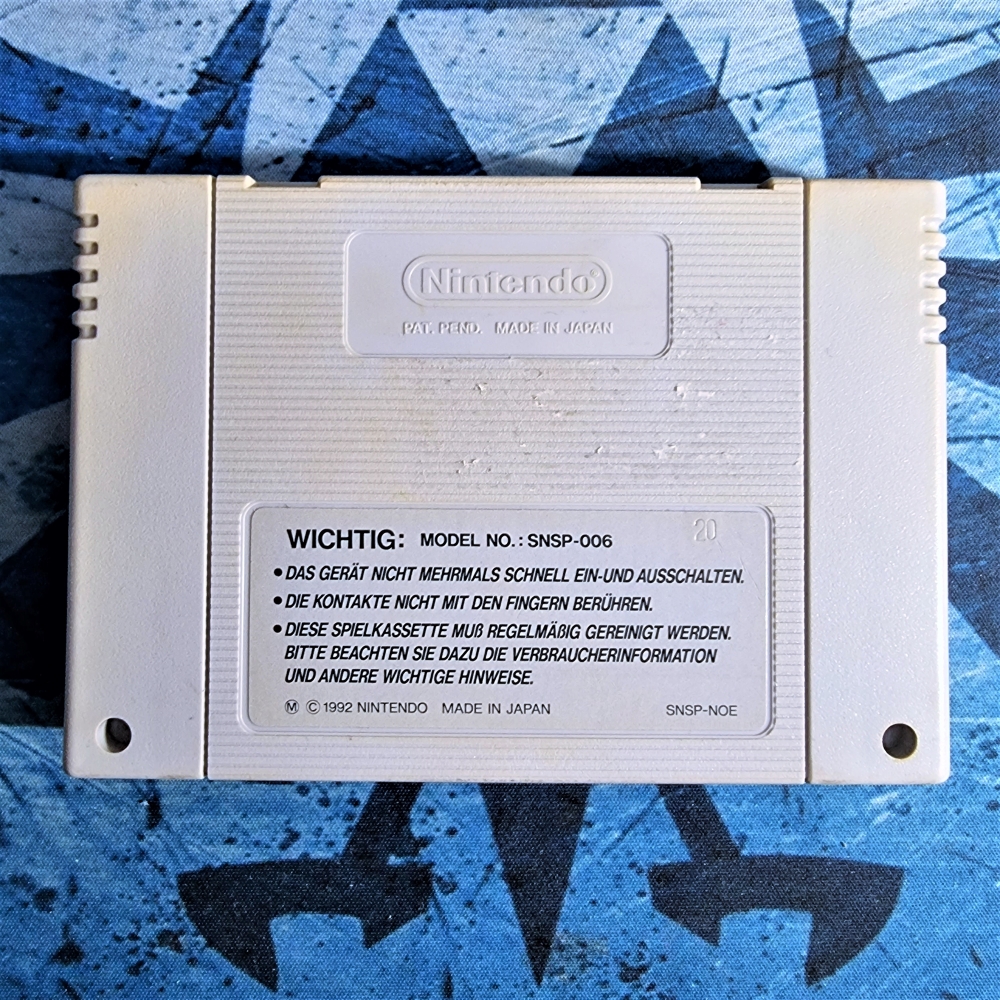 Nintendo®
PAT. PEND. MADE IN JAPAN
20
WICHTIG: MODEL NO.: SNSP-006
• DAS GERÄT NICHT MEHRMALS SCHNELL EIN-UND AUSSCHALTEN.
• DIE KONTAKTE NICHT MIT DEN FINGERN BERÜHREN.
• DIESE SPIELKASSETTE MUß REGELMÄßIG GEREINIGT WERDEN.
BITTE BEACHTEN SIE DAZU DIE VERBRAUCHERINFORMATION
UND ANDERE WICHTIGE HINWEISE.
Ⓜ © 1992 NINTENDO MADE IN JAPAN SNSP-NOE